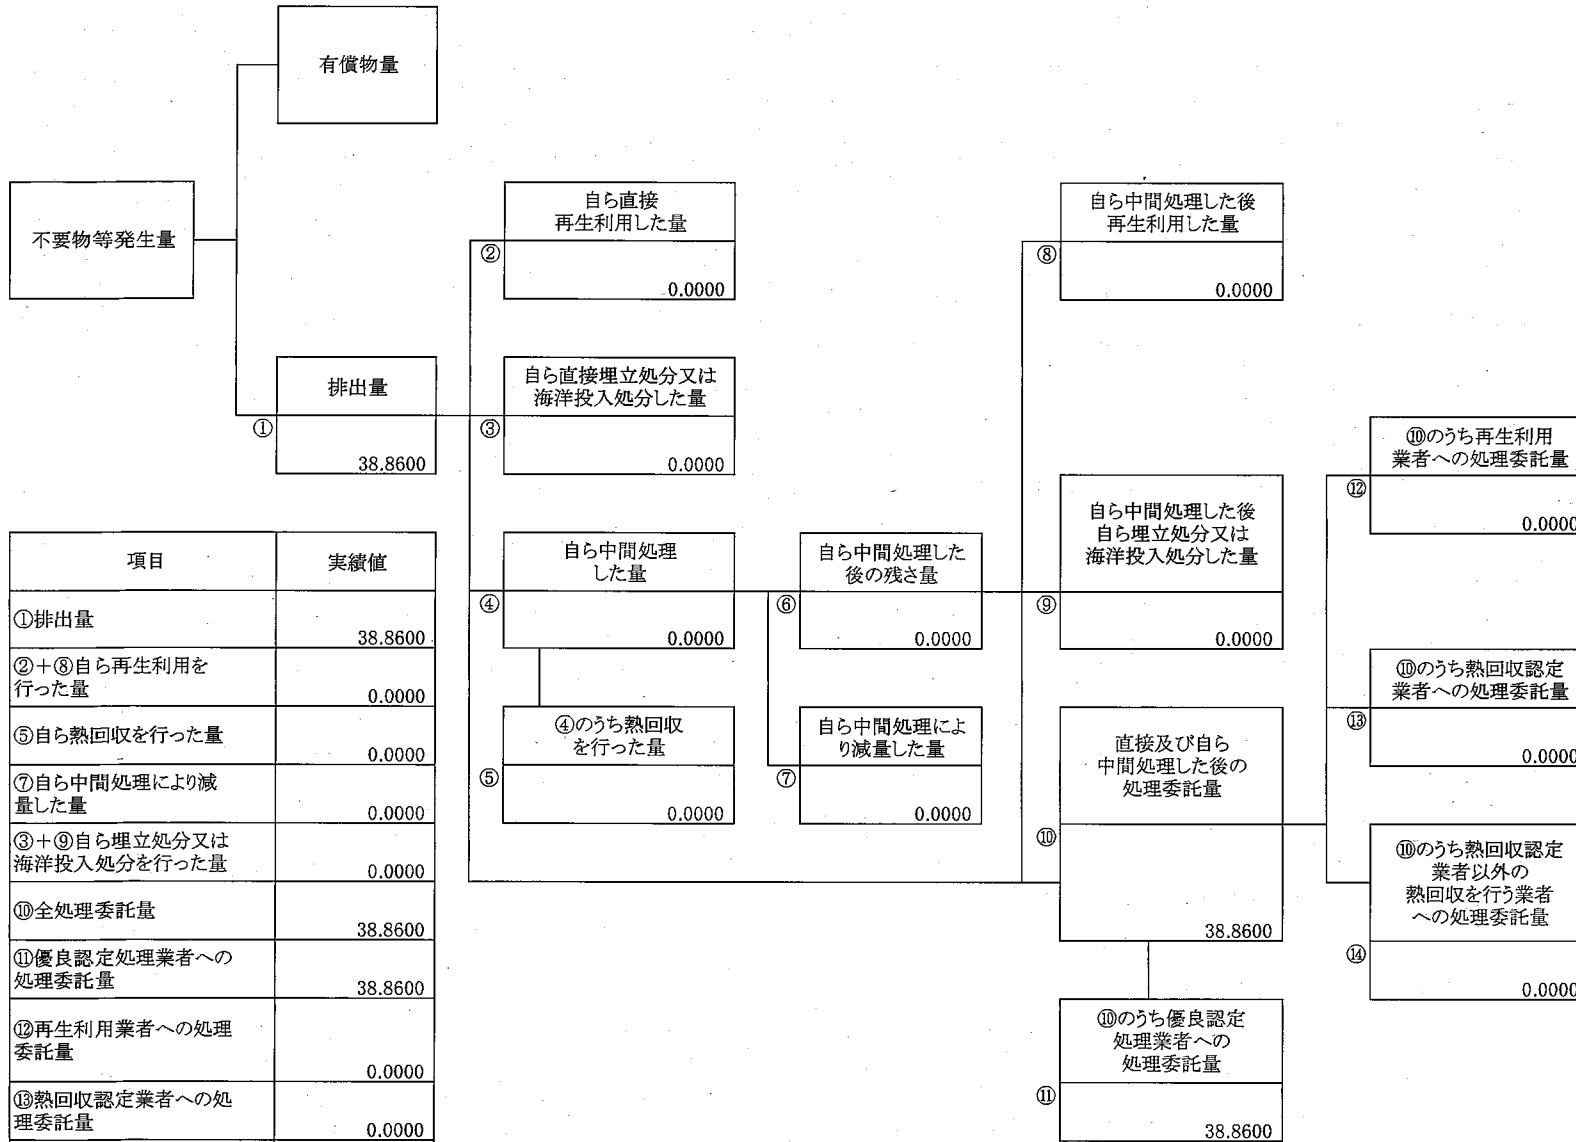 有償物量
不要物等発生量
自ら直接
再生利用した量
②
0.0000
自ら中間処理した後
再生利用した量
⑧
0.0000
排出量
①
38.8600
自ら直接埋立処分又は
海洋投入処分した量
③
0.0000
⑩のうち再生利用
業者への処理委託量
⑫
0.0000
自ら中間処理
した量
④
0.0000
自ら中間処理した
後の残さ量
⑥
0.0000
自ら中間処理した後
自ら埋立処分又は
海洋投入処分した量
⑨
0.0000
⑩のうち熱回収認定
業者への処理委託量
⑬
0.0000
④のうち熱回収
を行った量
⑤
0.0000
自ら中間処理によ
り減量した量
⑦
0.0000
直接及び自ら
中間処理した後の
処理委託量
⑩
38.8600
⑩のうち熱回収認定
業者以外の
熱回収を行う業者
への処理委託量
⑭
0.0000
⑩のうち優良認定
処理業者への
処理委託量
⑪
38.8600
項目 実績値
①排出量
38.8600
②+⑧自ら再生利用を
行った量
0.0000
⑤自ら熱回収を行った量
0.0000
⑦自ら中間処理により減
量した量
0.0000
③+⑨自ら埋立処分又は
海洋投入処分を行った量
0.0000
⑩全処理委託量
38.8600
⑪優良認定処理業者への
処理委託量
38.8600
⑫再生利用業者への処理
委託量
0.0000
⑬熱回収認定業者への処
理委託量
0.0000